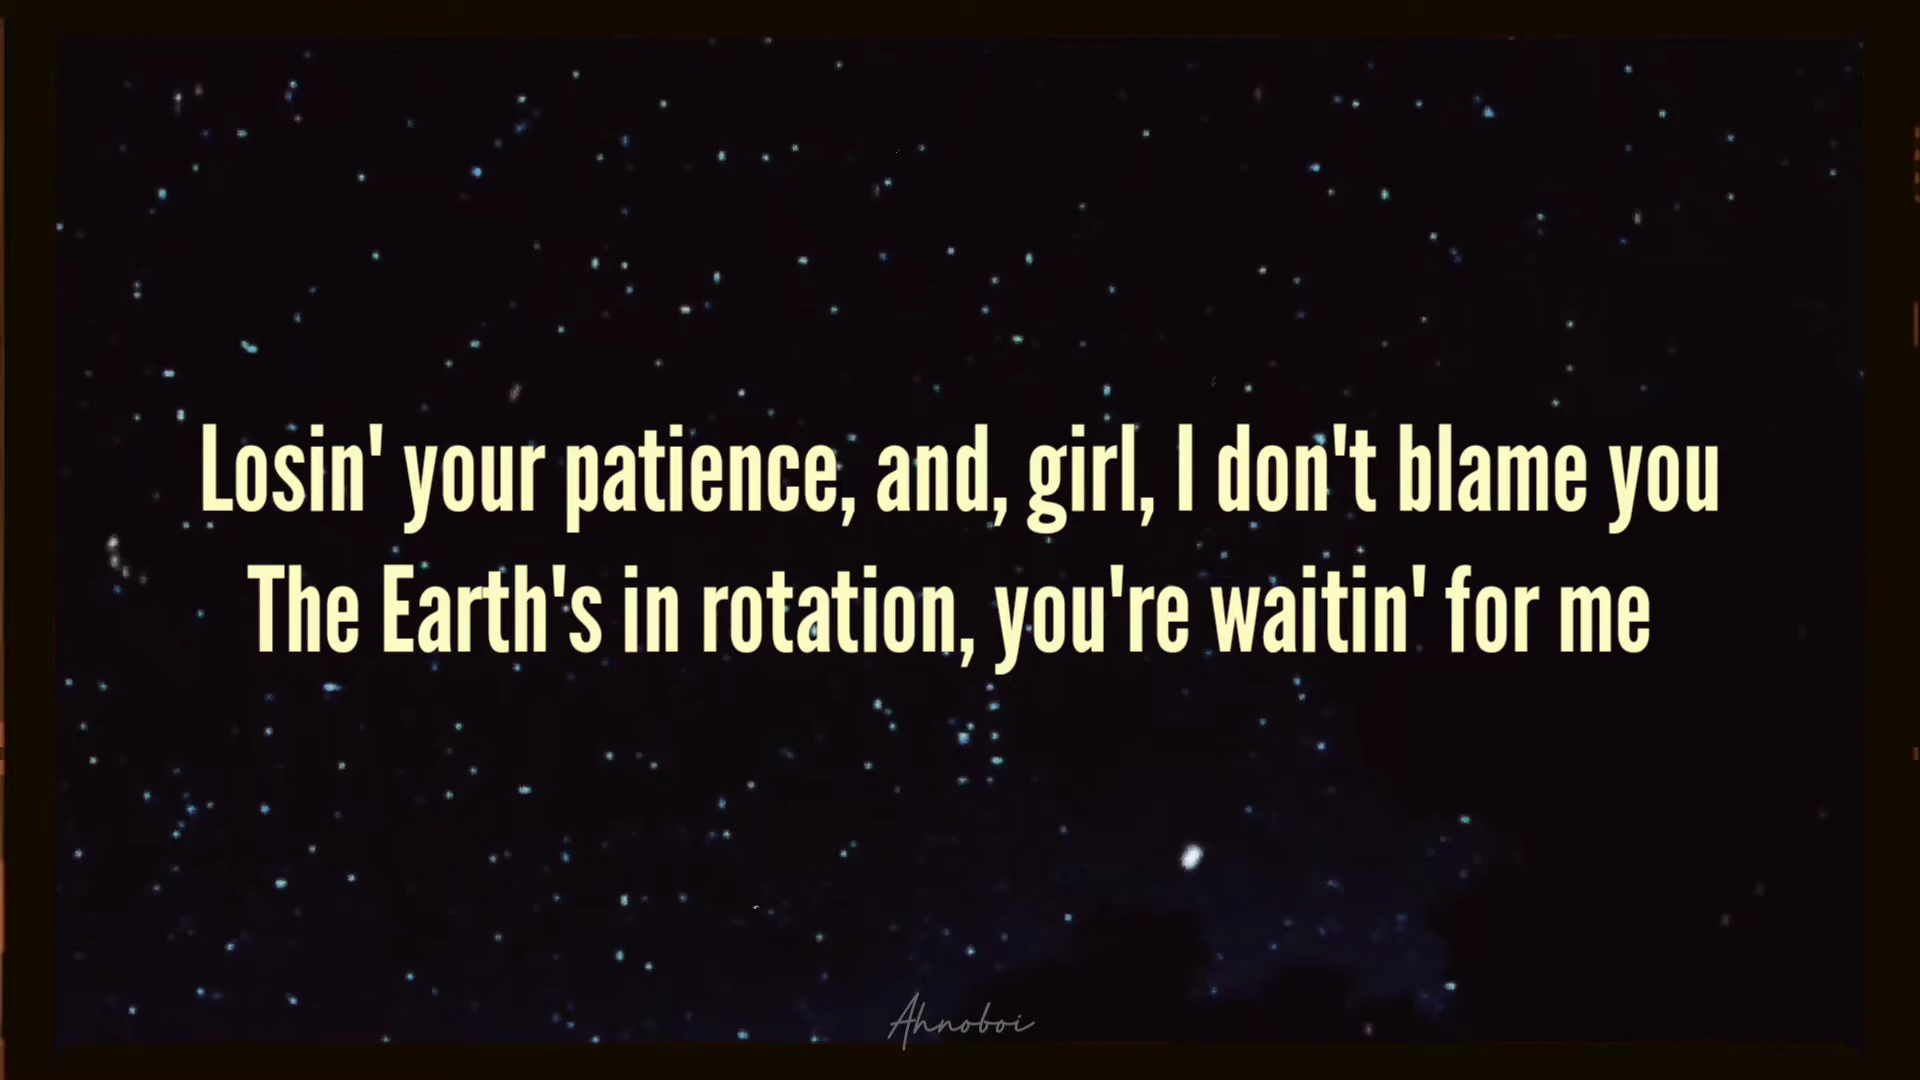 Losin' your patience, and, girl, I don't blame you
The Earth's in rotation, you're waitin' for me
Ahnoboi